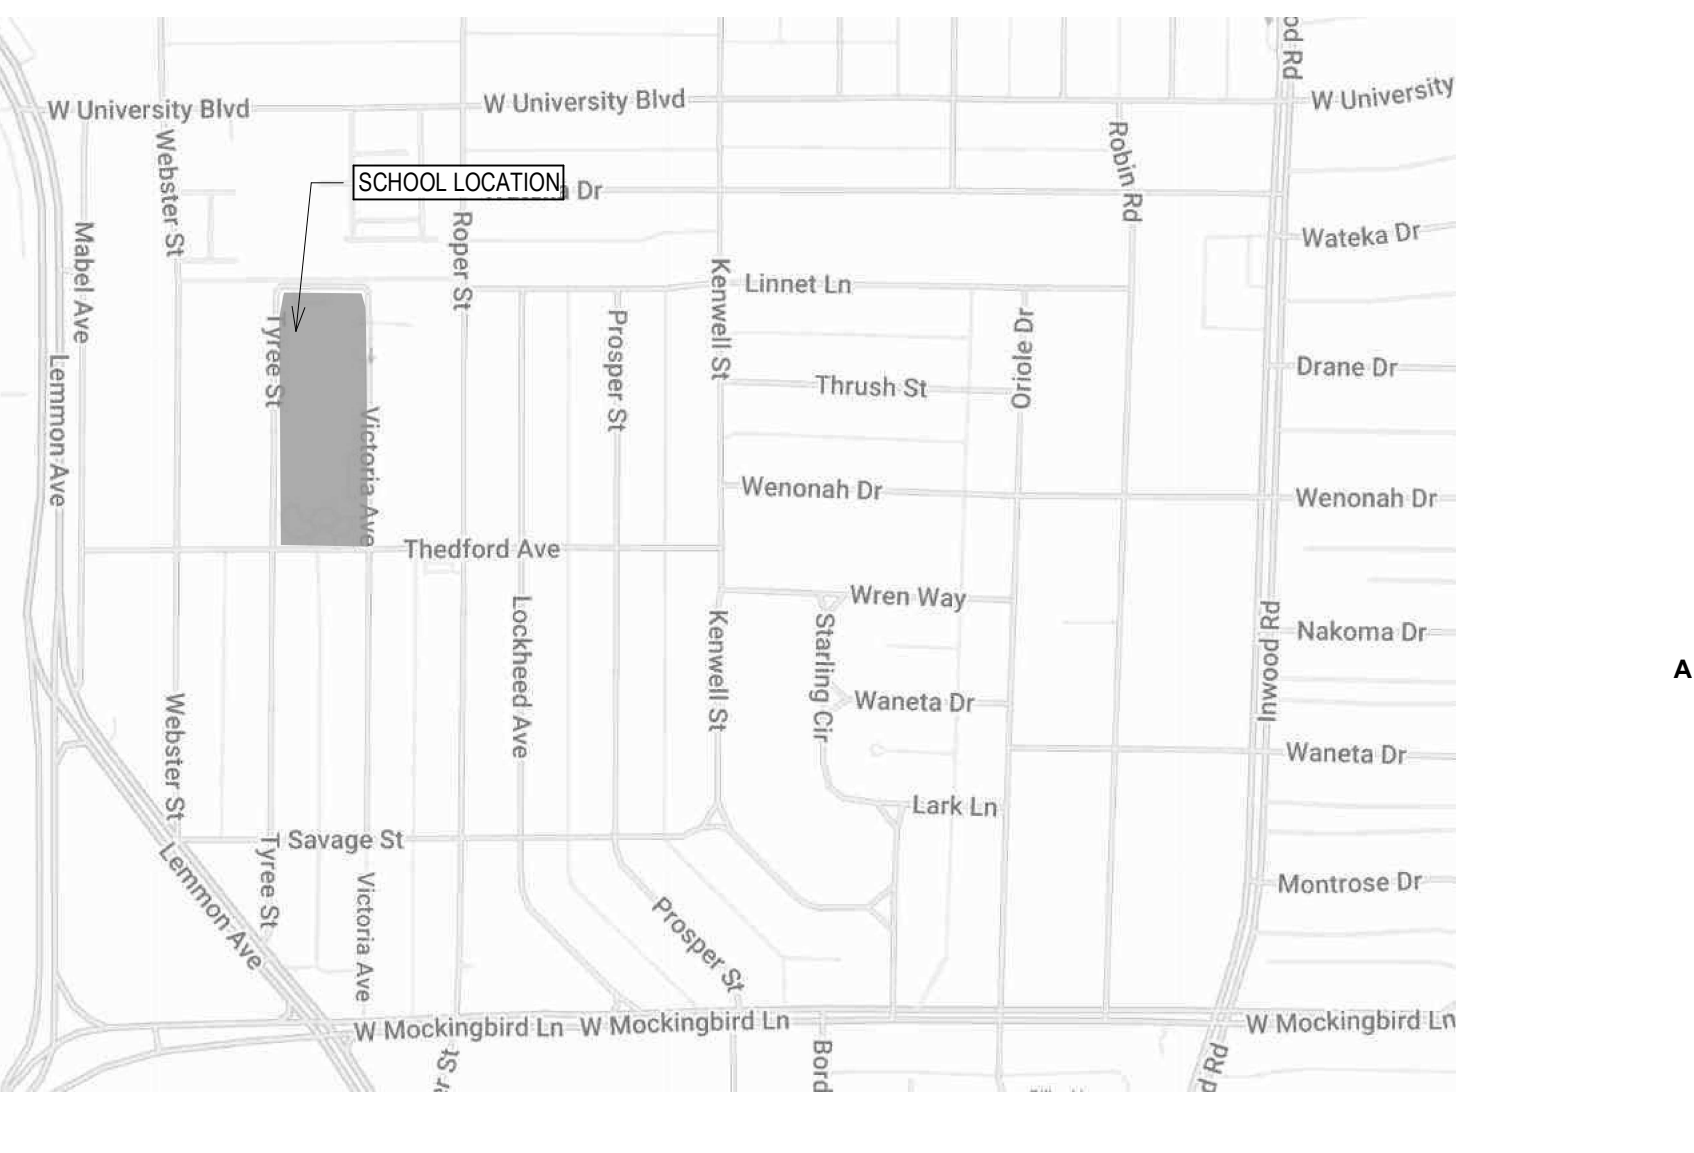 od Rd
W University Blvd
W University Blvd
W University
Webster St
Robin Rd
SCHOOL LOCATION
a Dr
Mabel Ave
Roper St
Wateka Dr
Kenwell St
Linnet Ln
Tyree St
Prosper St
Oriole Dr
Lemmon Ave
Drane Dr
Thrush St
Victoria Ave
Wenonah Dr
Wenonah Dr
Thedford Ave
Lockheed Ave
Wren Way
Kenwell St
Starling Cir
Inwood Rd
Nakoma Dr
A
Webster St
Waneta Dr
Waneta Dr
Lark Ln
Savage St
Tyree St
Lemmon Ave
Victoria Ave
Prosper St
Montrose Dr
W Mockingbird Ln
W Mockingbird Ln
W Mockingbird Ln
Bord
d Rd